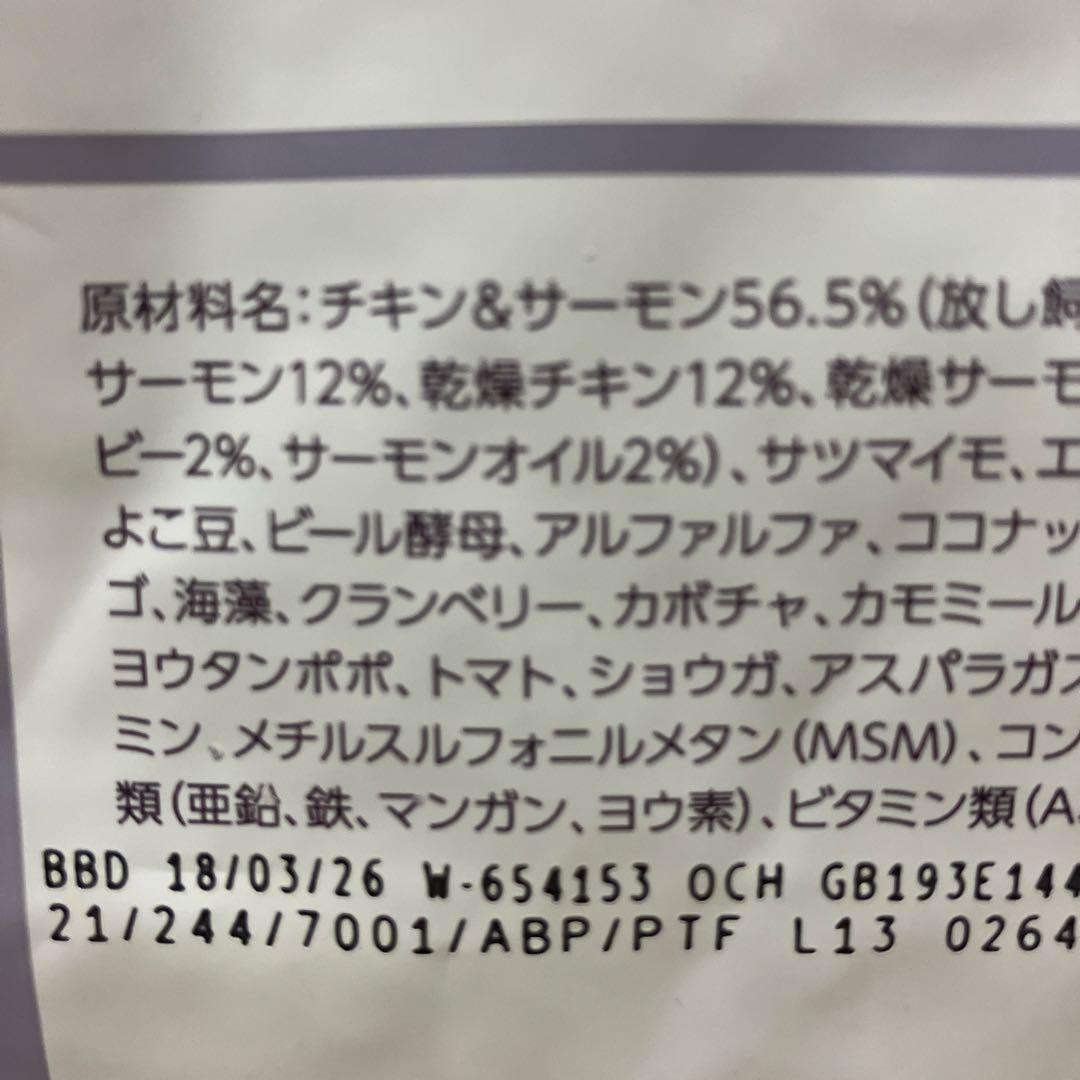 原材料名:チキン&サーモン56.5%(放し飼
サーモン12%、乾燥チキン12%、乾燥サーモ
ビー2%、サーモンオイル2%)、サツマイモ、エ
よこ豆、ビール酵母、アルファルファ、ココナッ
ゴ、海藻、クランベリー、カボチャ、カモミール
ヨウタンポポ、トマト、ショウガ、アスパラガス
ミン、メチルスルフォニルメタン(MSM)、コン
類(亜鉛、鉄、マンガン、ヨウ素)、ビタミン類(A
BBD 18/03/26 W-654153 OCH GB193E144
21/244/7001/ABP/PTF L13 0264